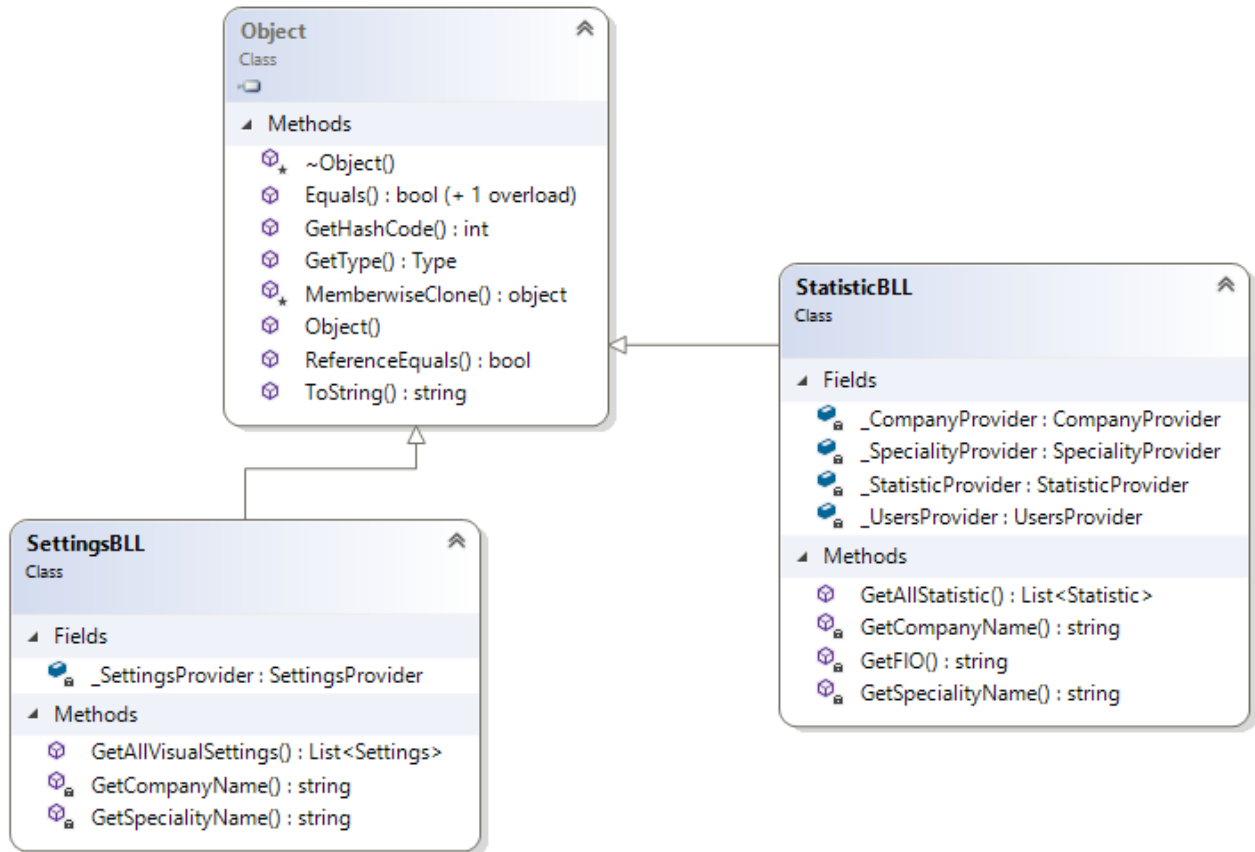 Object
Class
Methods
~Object()
Equals() : bool (+ 1 overload)
GetHashCode() : int
GetType() : Type
MemberwiseClone() : object
Object()
ReferenceEquals() : bool
ToString() : string
StatisticBLL
Class
Fields
_CompanyProvider : CompanyProvider
_SpecialityProvider : SpecialityProvider
_StatisticProvider : StatisticProvider
_UsersProvider : UsersProvider
Methods
GetAllStatistic() : List<Statistic>
GetCompanyName() : string
GetFIO() : string
GetSpecialityName() : string
SettingsBLL
Class
Fields
_SettingsProvider : SettingsProvider
Methods
GetAllVisualSettings() : List<Settings>
GetCompanyName() : string
GetSpecialityName() : string